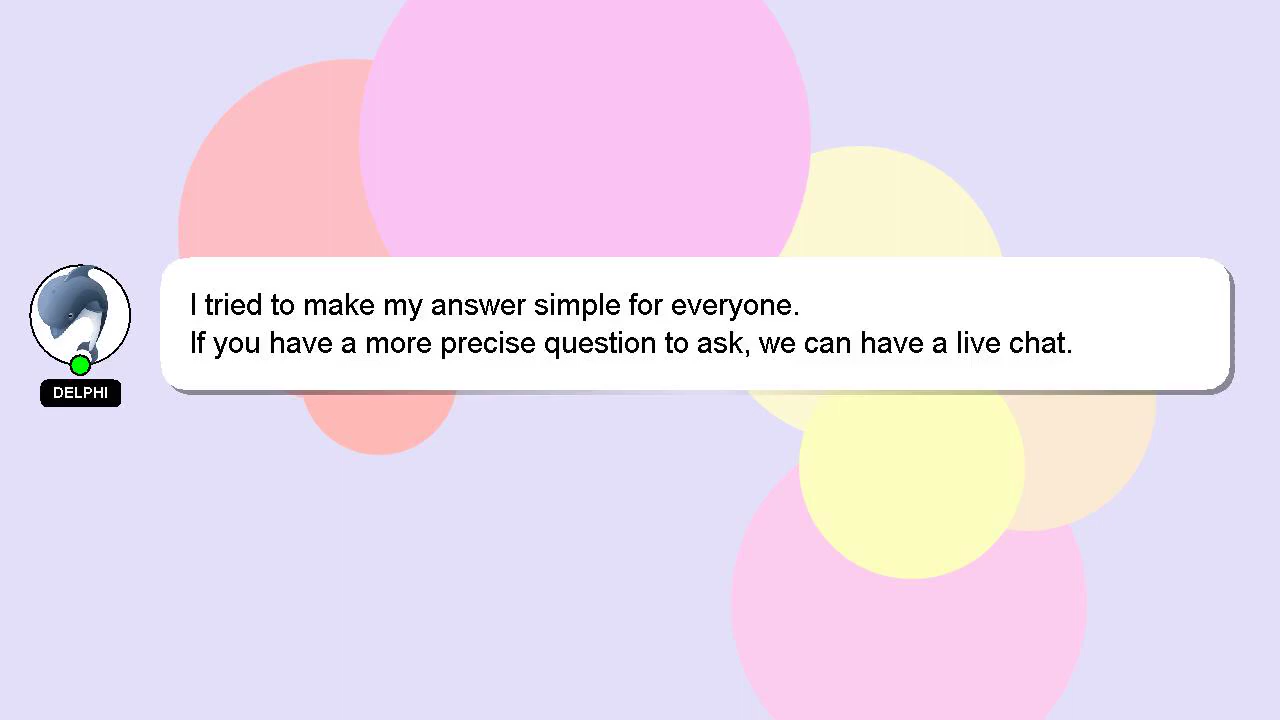 I tried to make my answer simple for everyone.
If you have a more precise question to ask, we can have a live chat.
DELPHI